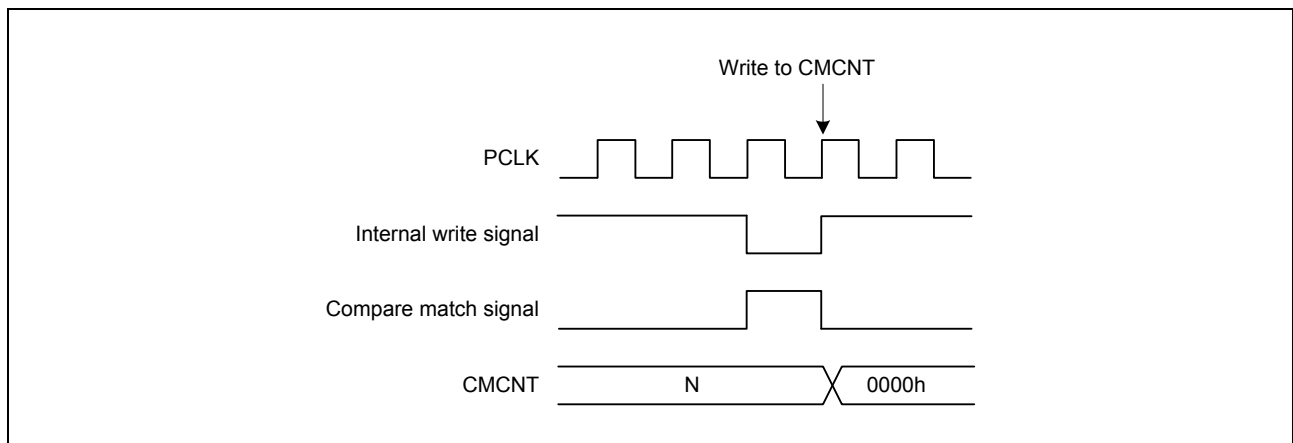 Write to CMCNT
PCLK
Internal write signal
Compare match signal
CMCNT
N
0000h